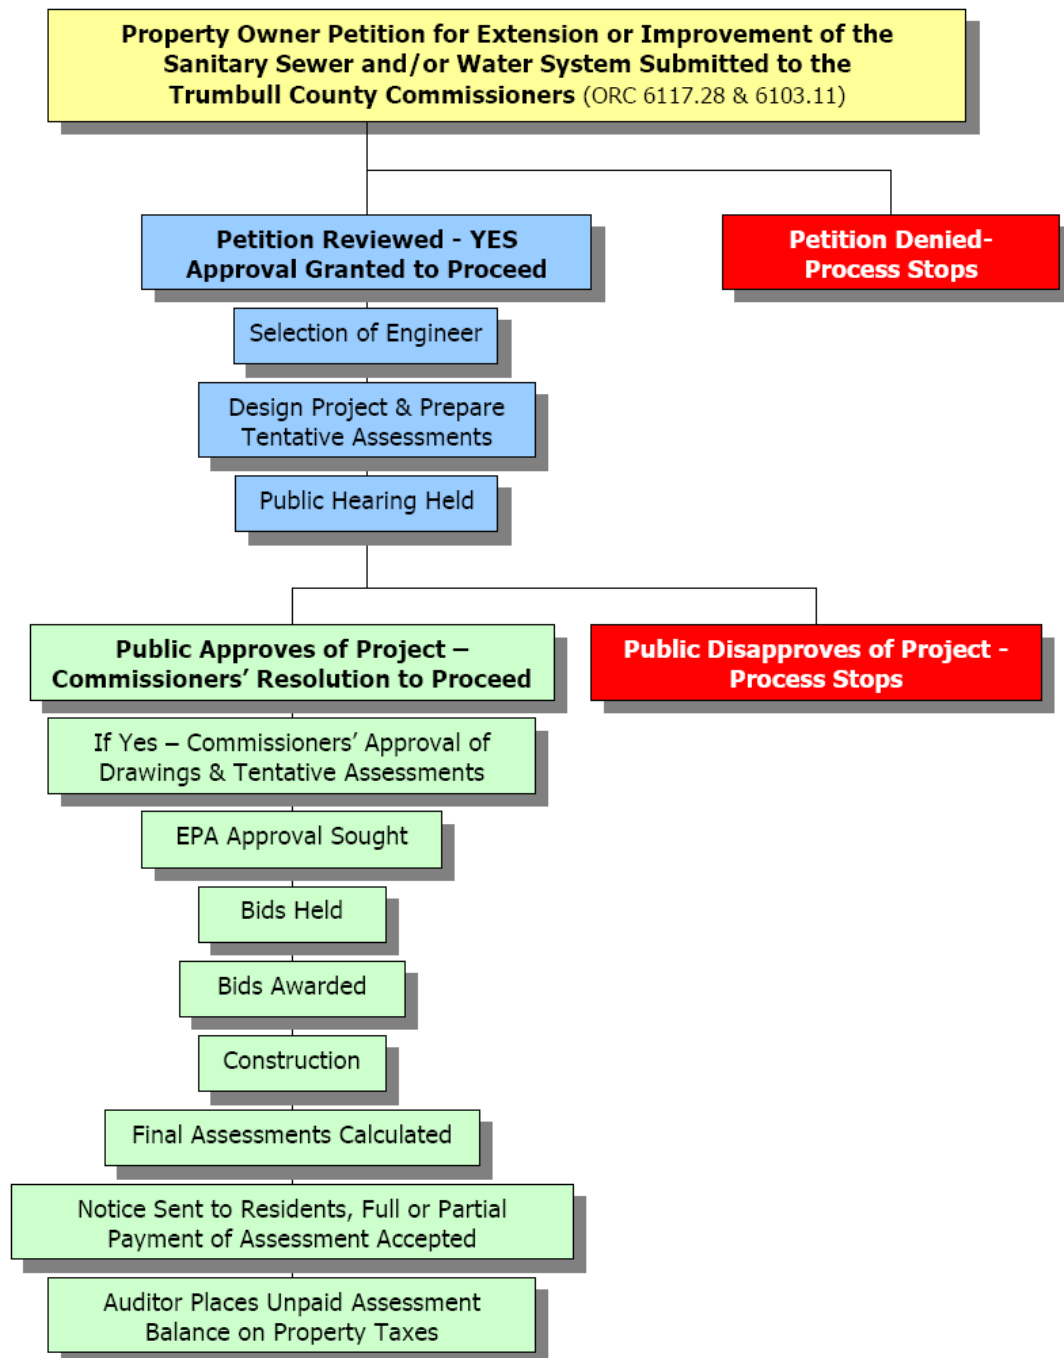 Property Owner Petition for Extension or Improvement of the
Sanitary Sewer and/or Water System Submitted to the
Trumbull County Commissioners (ORC 6117.28 & 6103.11)
Petition Reviewed - YES
Approval Granted to Proceed
Petition Denied-
Process Stops
Selection of Engineer
Design Project & Prepare
Tentative Assessments
Public Hearing Held
Public Approves of Project –
Commissioners’ Resolution to Proceed
Public Disapproves of Project -
Process Stops
If Yes – Commissioners’ Approval of
Drawings & Tentative Assessments
EPA Approval Sought
Bids Held
Bids Awarded
Construction
Final Assessments Calculated
Notice Sent to Residents, Full or Partial
Payment of Assessment Accepted
Auditor Places Unpaid Assessment
Balance on Property Taxes